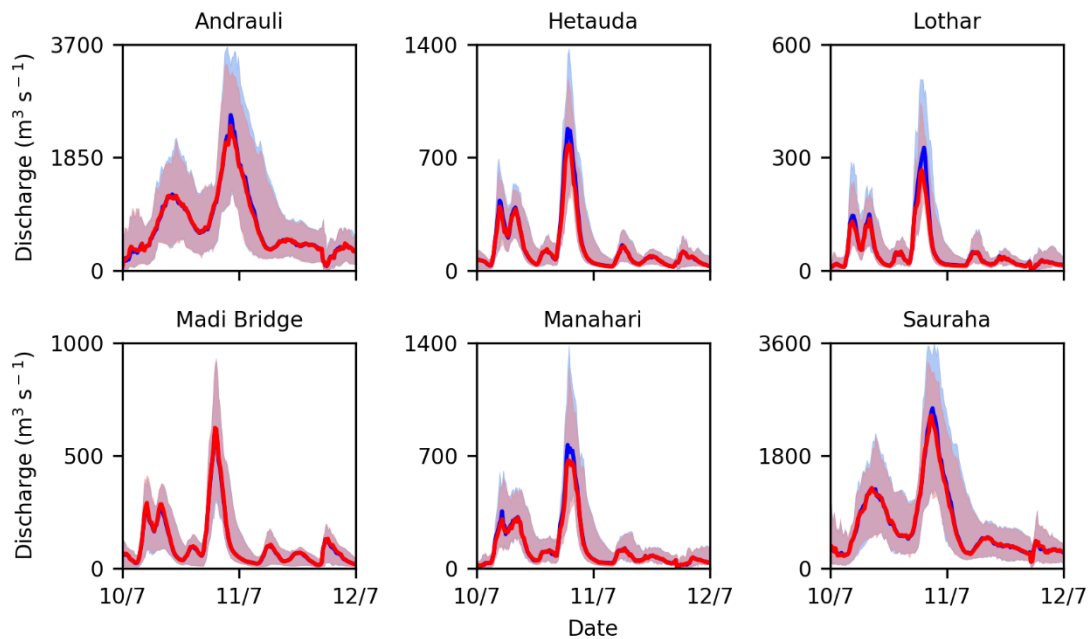 Andrauli Hetauda Lothar
Discharge (m³ s⁻¹)
3700 1400 600
1850 700 300
0 0 0
Madi Bridge Manahari Sauraha
Discharge (m³ s⁻¹)
1000 1400 3600
500 700 1800
0 0 0
10/7 11/7 12/7 10/7 11/7 12/7 10/7 11/7 12/7
Date